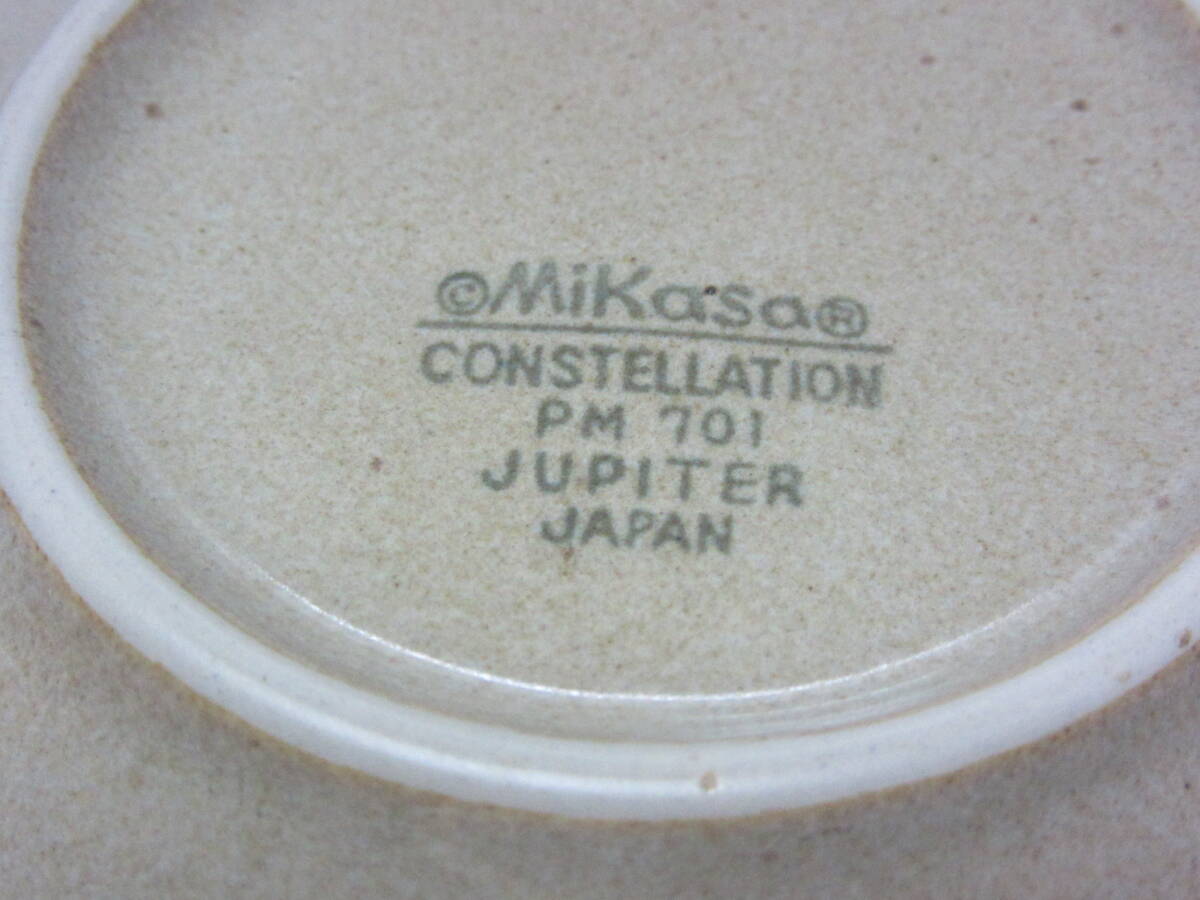 ©MiKasa®
CONSTELLATION
PM 701
JUPITER
JAPAN